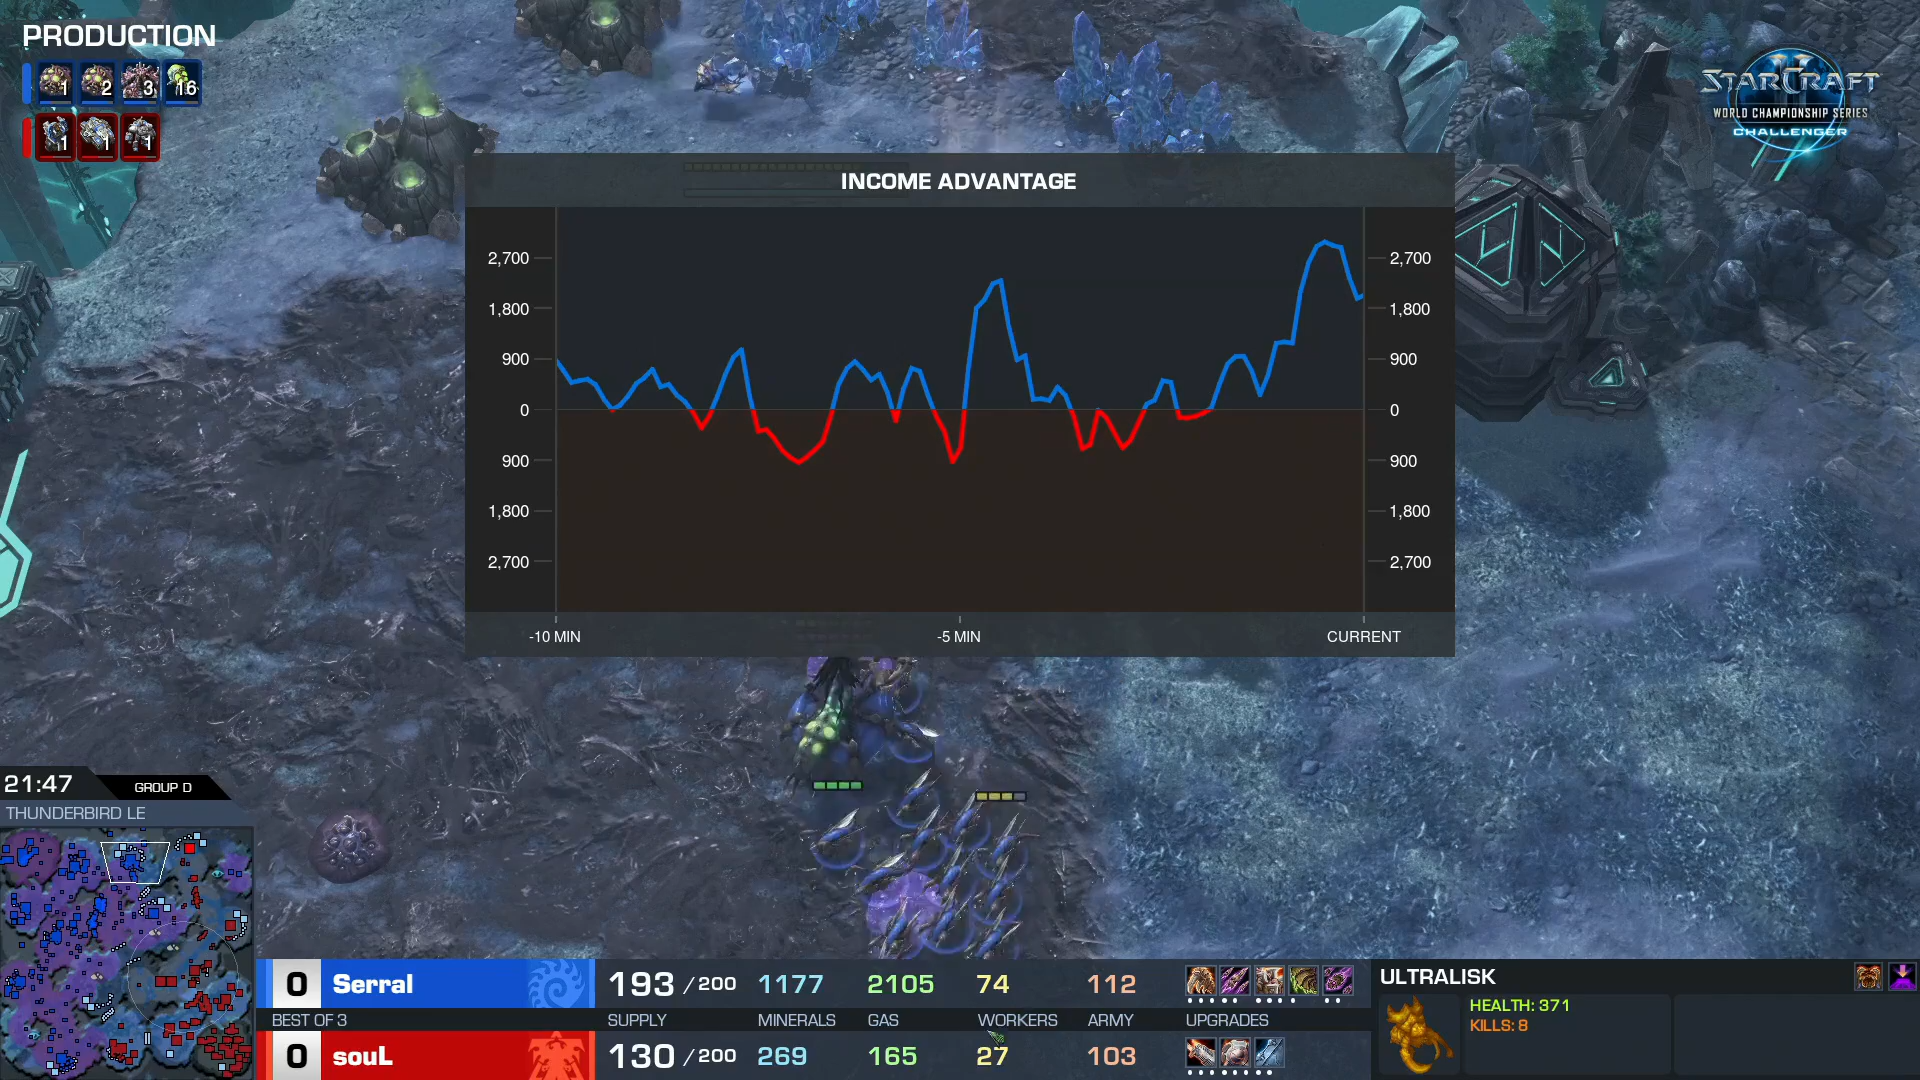 PRODUCTION
1 2 3 16
1 1 1
STARCRAFT
II
WORLD CHAMPIONSHIP SERIES
CHALLENGER
INCOME ADVANTAGE
2,700 2,700
1,800 1,800
900 900
0 0
900 900
1,800 1,800
2,700 2,700
-10 MIN -5 MIN CURRENT
21:47 GROUP D
THUNDERBIRD LE
0 Serral 193 / 200 1177 2105 74 112
BEST OF 3 SUPPLY MINERALS GAS WORKERS ARMY UPGRADES
0 souL 130 / 200 269 165 27 103
ULTRALISK
HEALTH: 371
KILLS: 8